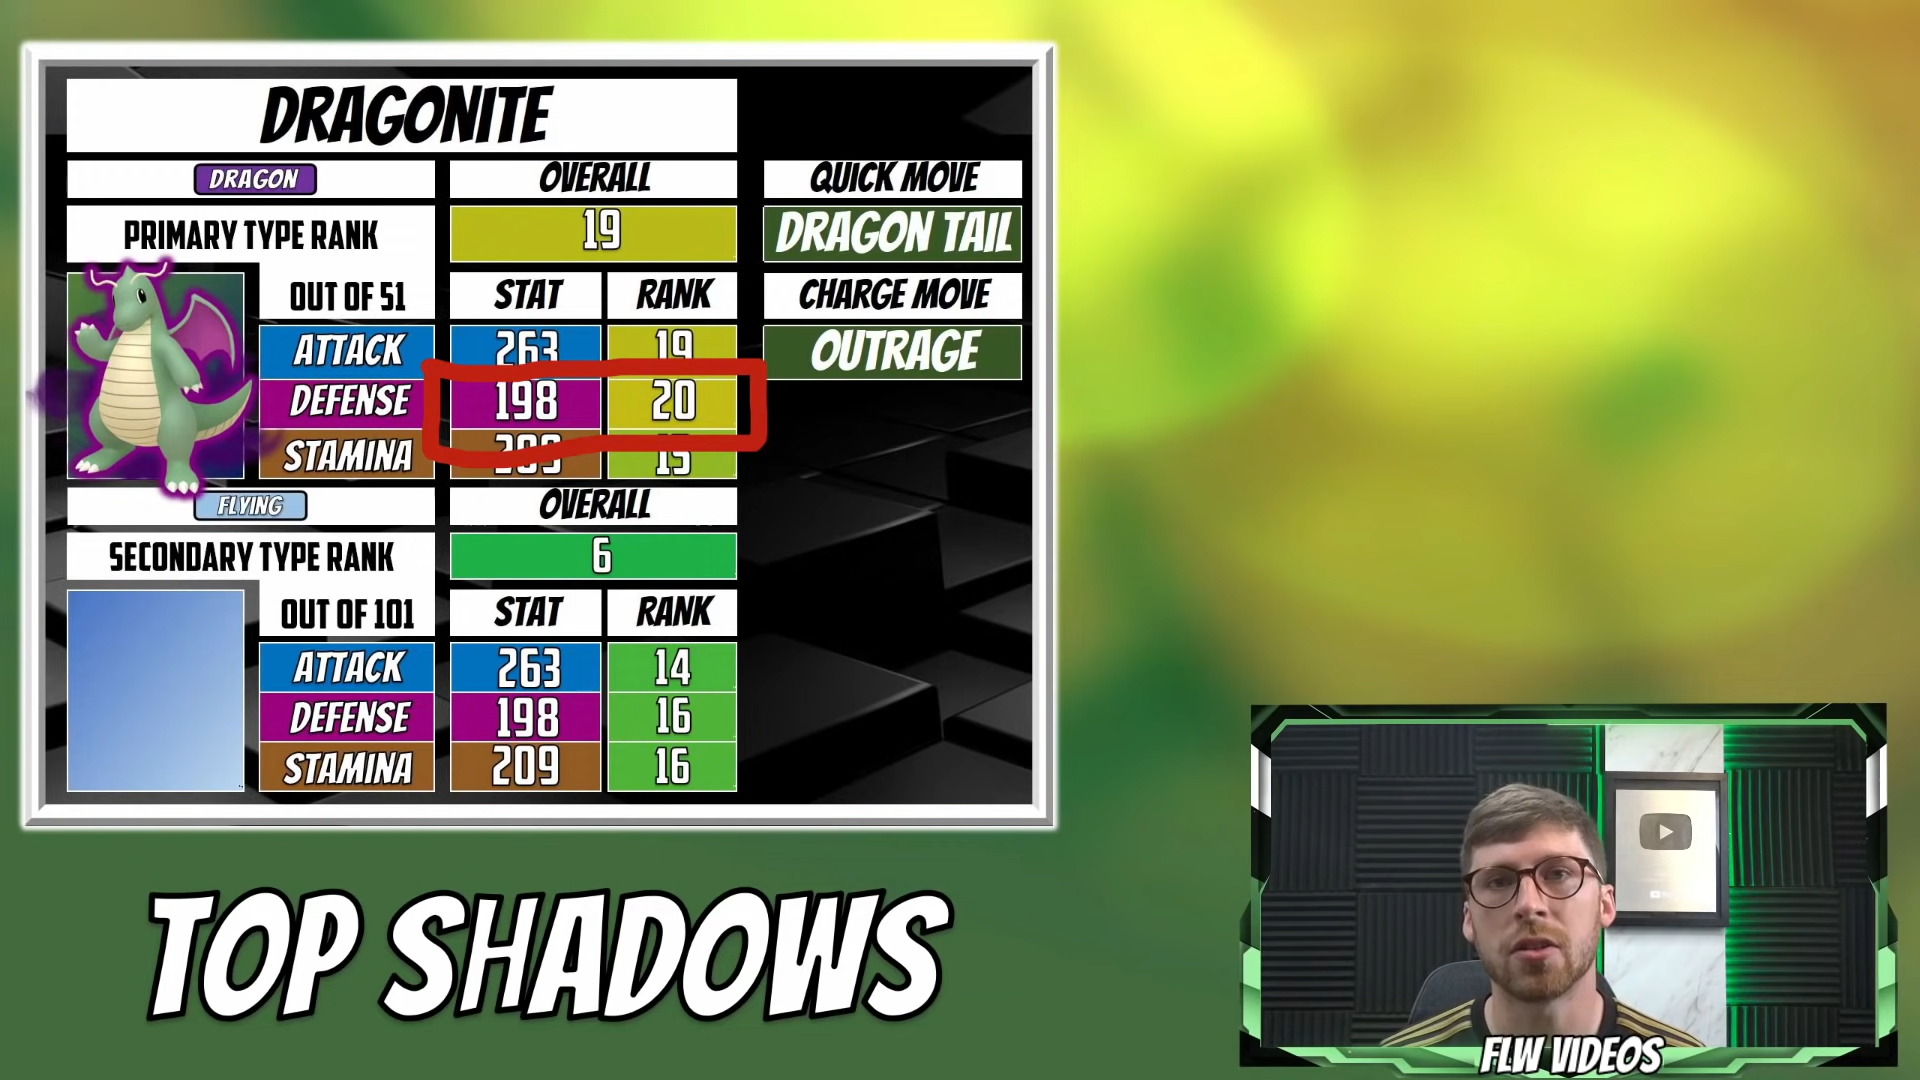 DRAGONITE
DRAGON OVERALL QUICK MOVE
PRIMARY TYPE RANK 19 DRAGON TAIL
OUT OF 51 STAT RANK CHARGE MOVE
ATTACK 263 19 OUTRAGE
DEFENSE 198 20
STAMINA 209 15
FLYING OVERALL
SECONDARY TYPE RANK 6
OUT OF 101 STAT RANK
ATTACK 263 14
DEFENSE 198 16
STAMINA 209 16
TOP SHADOWS
FLW VIDEOS